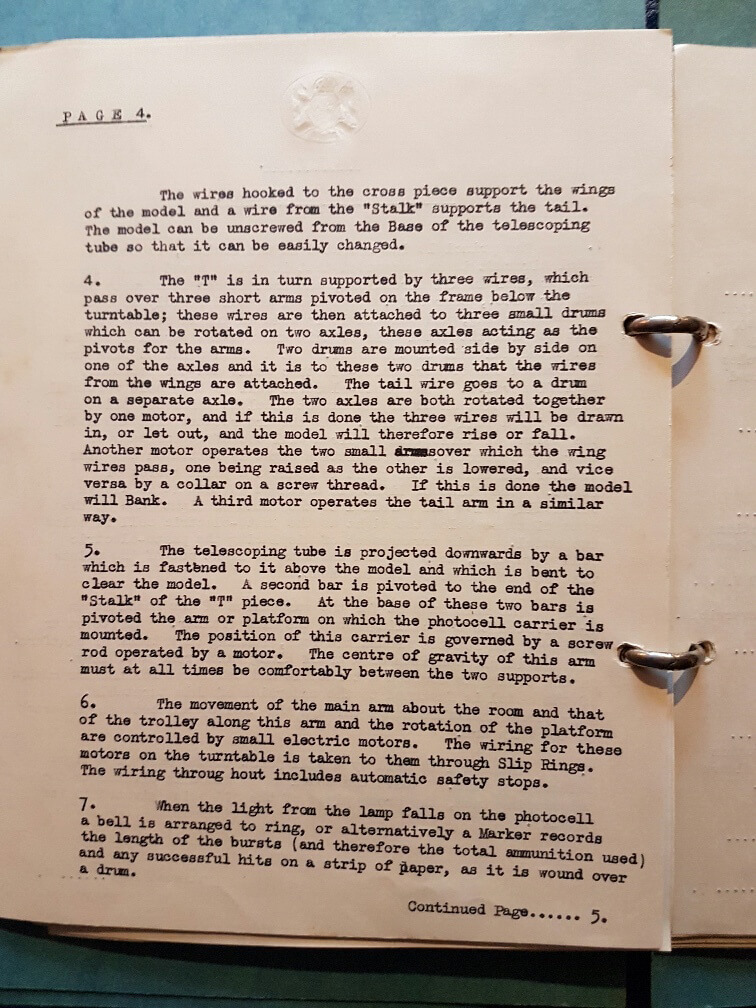 PAGE 4.
The wires hooked to the cross piece support the wings
of the model and a wire from the "Stalk" supports the tail.
The model can be unscrewed from the Base of the telescoping
tube so that it can be easily changed.
4. The "T" is in turn supported by three wires, which
pass over three short arms pivoted on the frame below the
turntable; these wires are then attached to three small drums
which can be rotated on two axles, these axles acting as the
pivots for the arms. Two drums are mounted side by side on
one of the axles and it is to these two drums that the wires
from the wings are attached. The tail wire goes to a drum
on a separate axle. The two axles are both rotated together
by one motor, and if this is done the three wires will be drawn
in, or let out, and the model will therefore rise or fall.
Another motor operates the two small over which the wing
wires pass, one being raised as the other is lowered, and vice
versa by a collar on a screw thread. If this is done the model
will Bank. A third motor operates the tail arm in a similar
way.
5. The telescoping tube is projected downwards by a bar
which is fastened to it above the model and which is bent to
clear the model. A second bar is pivoted to the end of the
"Stalk" of the "T" piece. At the base of these two bars is
pivoted the arm or platform on which the photocell carrier is
mounted. The position of this carrier is governed by a screw
rod operated by a motor. The centre of gravity of this arm
must at all times be comfortably between the two supports.
6. The movement of the main arm about the room and that
of the trolley along this arm and the rotation of the platform
are controlled by small electric motors. The wiring for these
motors on the turntable is taken to them through Slip Rings.
The wiring throug hout includes automatic safety stops.
7. When the light from the lamp falls on the photocell
a bell is arranged to ring, or alternatively a Marker records
the length of the bursts (and therefore the total ammunition used)
and any successful hits on a strip of paper, as it is wound over
a drum.
Continued Page...... 5.